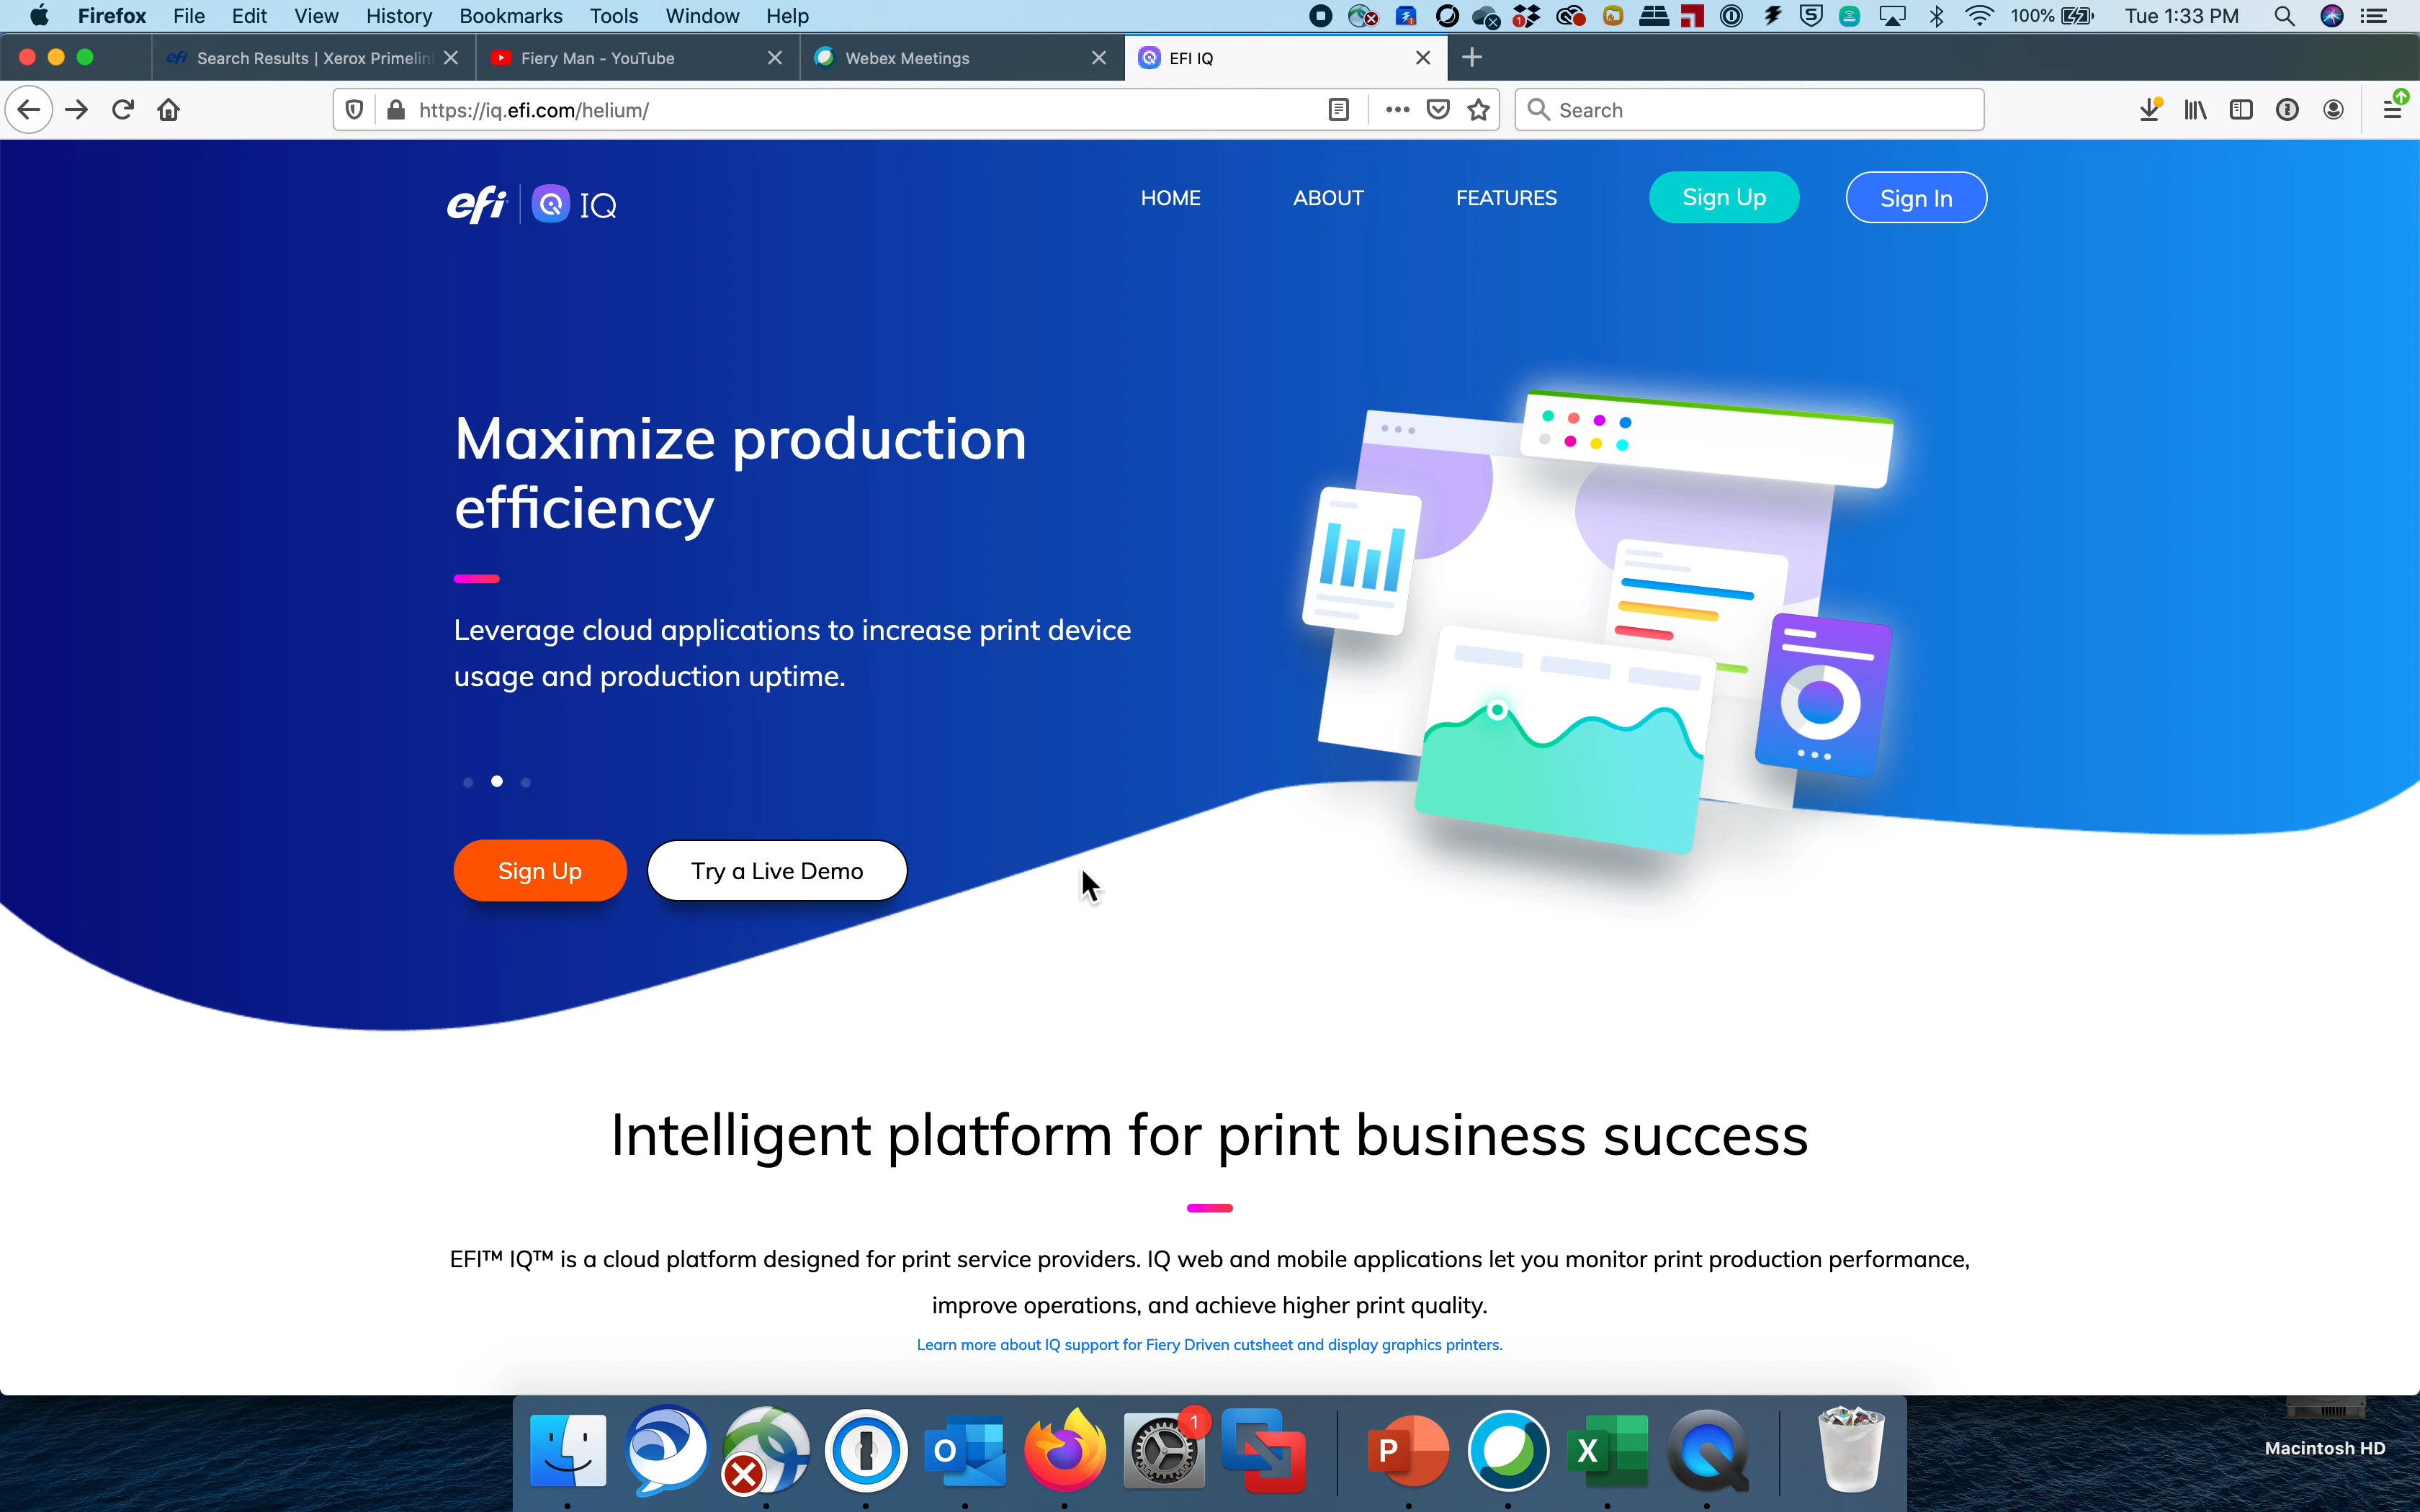 Firefox File Edit View History Bookmarks Tools Window Help 100% Tue 1:33 PM
efi Search Results | Xerox Primelin
Fiery Man - YouTube
Webex Meetings
EFI IQ
https://iq.efi.com/helium/
Search
efi IQ
HOME ABOUT FEATURES Sign Up Sign In
Maximize production
efficiency
Leverage cloud applications to increase print device
usage and production uptime.
Sign Up Try a Live Demo
Intelligent platform for print business success
EFI™ IQ™ is a cloud platform designed for print service providers. IQ web and mobile applications let you monitor print production performance,
improve operations, and achieve higher print quality.
Learn more about IQ support for Fiery Driven cutsheet and display graphics printers.
1
Macintosh HD